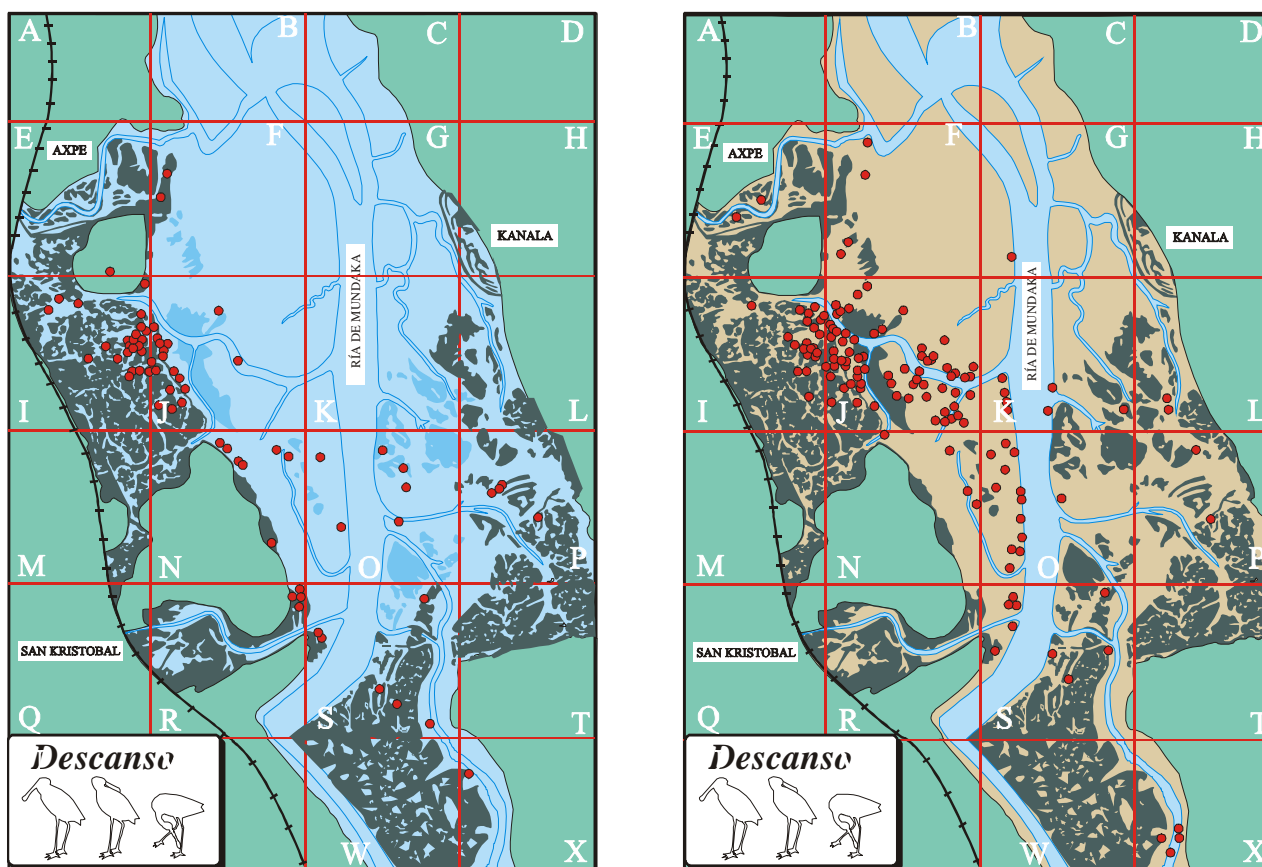 A B C D
E F G H
AXPE
KANALA
RÍA DE MUNDAKA
I J K L
M N O P
SAN KRISTOBAL
Q R S T
Descanso
W X
A B C D
E F G H
AXPE
KANALA
RÍA DE MUNDAKA
I J K L
M N O P
SAN KRISTOBAL
Q R S T
Descanso
W X